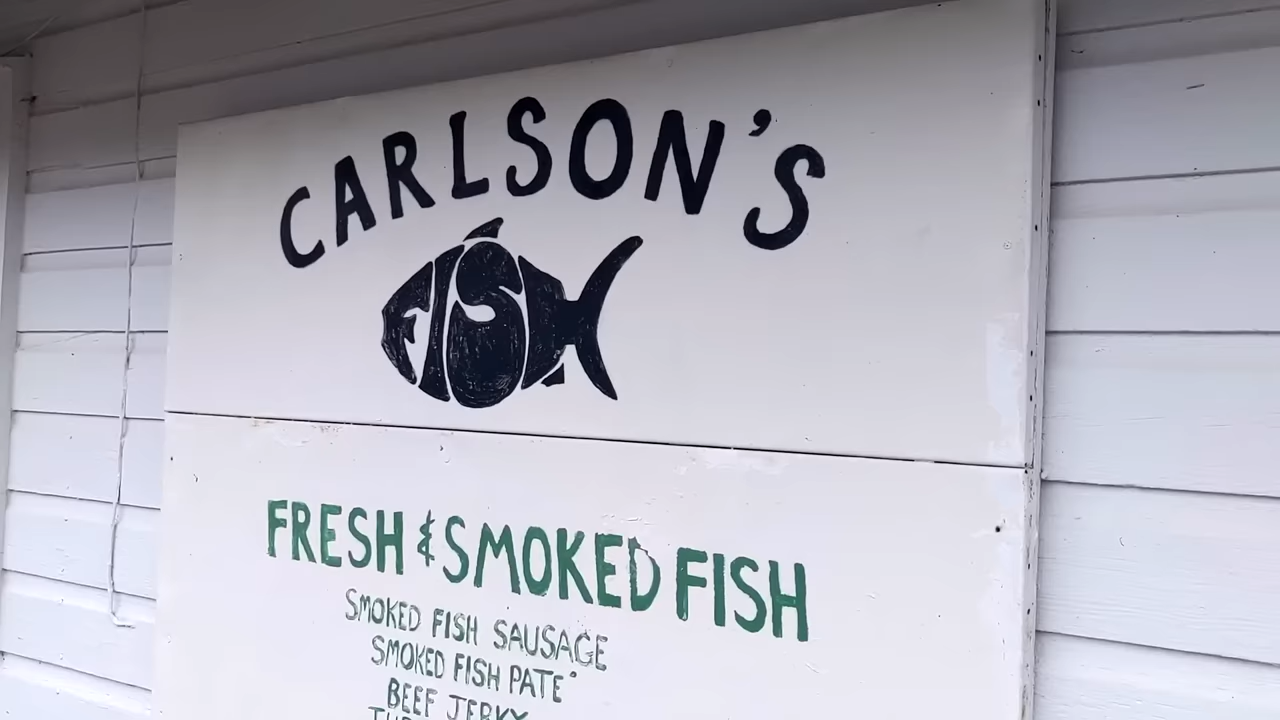 CARLSON'S
FISH
FRESH & SMOKED FISH
SMOKED FISH SAUSAGE
SMOKED FISH PATE'
BEEF JERKY